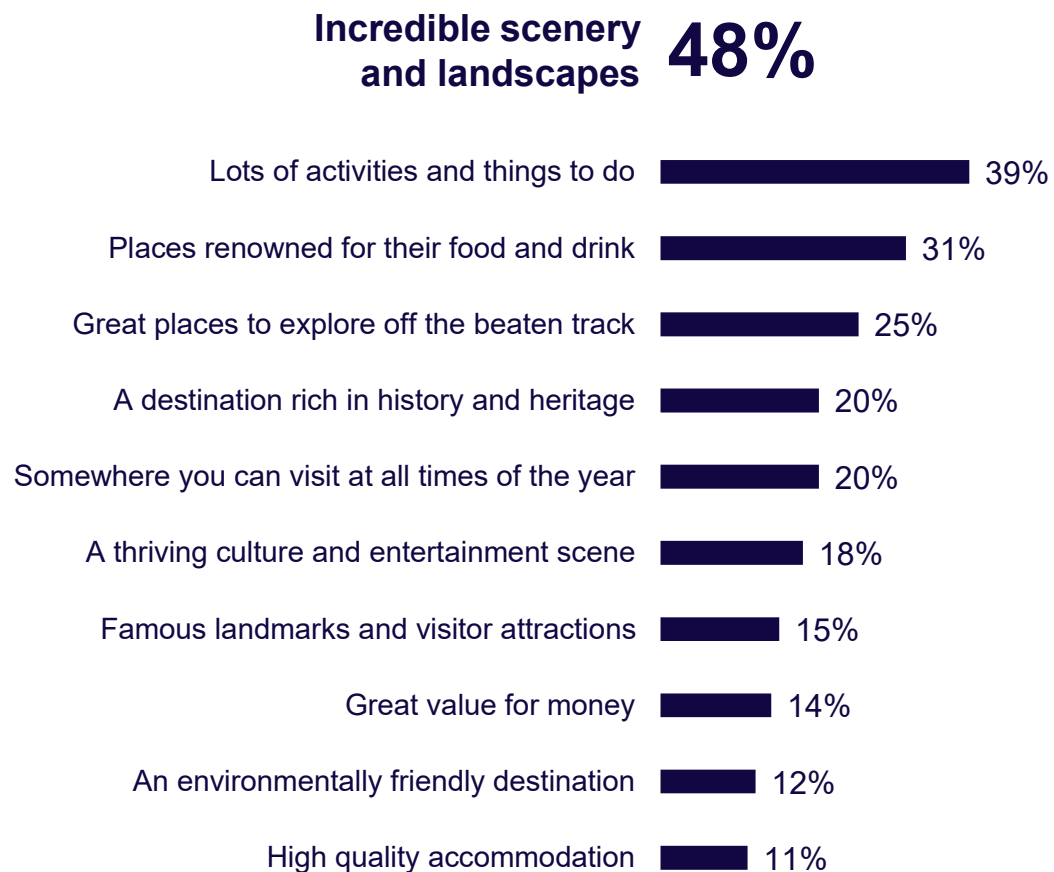 Incredible scenery
and landscapes 48%
Lots of activities and things to do 39%
Places renowned for their food and drink 31%
Great places to explore off the beaten track 25%
A destination rich in history and heritage 20%
Somewhere you can visit at all times of the year 20%
A thriving culture and entertainment scene 18%
Famous landmarks and visitor attractions 15%
Great value for money 14%
An environmentally friendly destination 12%
High quality accommodation 11%